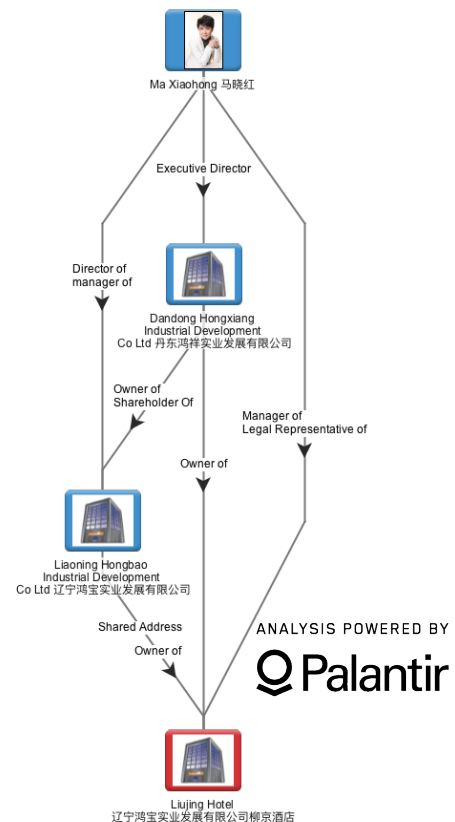 Ma Xiaohong 马晓红
Executive Director
Director of
manager of
Dandong Hongxiang
Industrial Development
Co Ltd 丹东鸿祥实业发展有限公司
Owner of
Shareholder Of
Manager of
Legal Representative of
Owner of
Liaoning Hongbao
Industrial Development
Co Ltd 辽宁鸿宝实业发展有限公司
Shared Address
Owner of
ANALYSIS POWERED BY
Palantir
Liujing Hotel
辽宁鸿宝实业发展有限公司柳京酒店